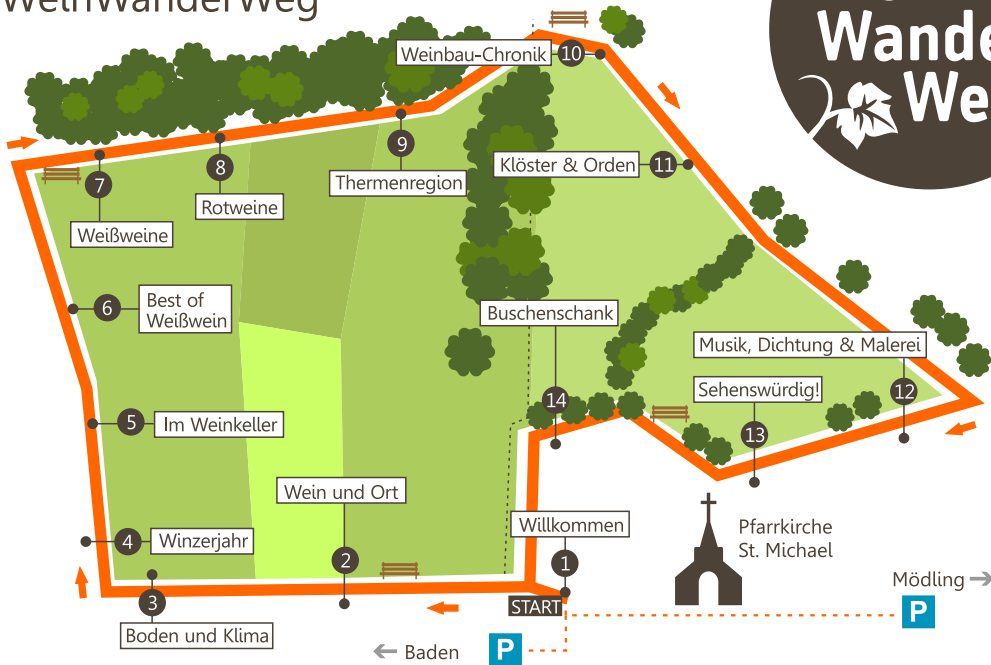 WeinWanderWeg
Wande
We
Weinbau-Chronik 10
9
Thermenregion
Klöster & Orden 11
8
Rotweine
7
Weißweine
6 Best of
Weißwein
Buschenschank
14
Musik, Dichtung & Malerei
12
Sehenswürdig!
13
5 Im Weinkeller
Wein und Ort
2
4 Winzerjahr
Willkommen
1
START
3
Boden und Klima
Pfarrkirche
St. Michael
Mödling
P
Baden P